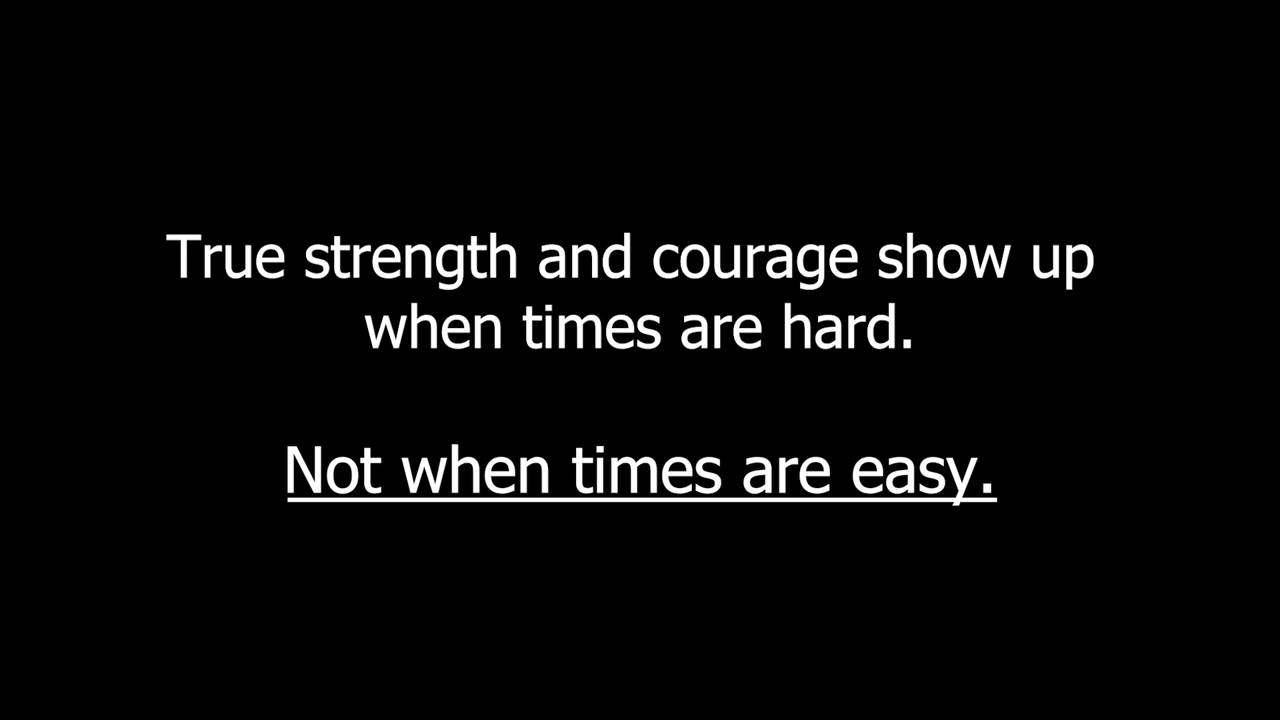 True strength and courage show up
when times are hard.
Not when times are easy.